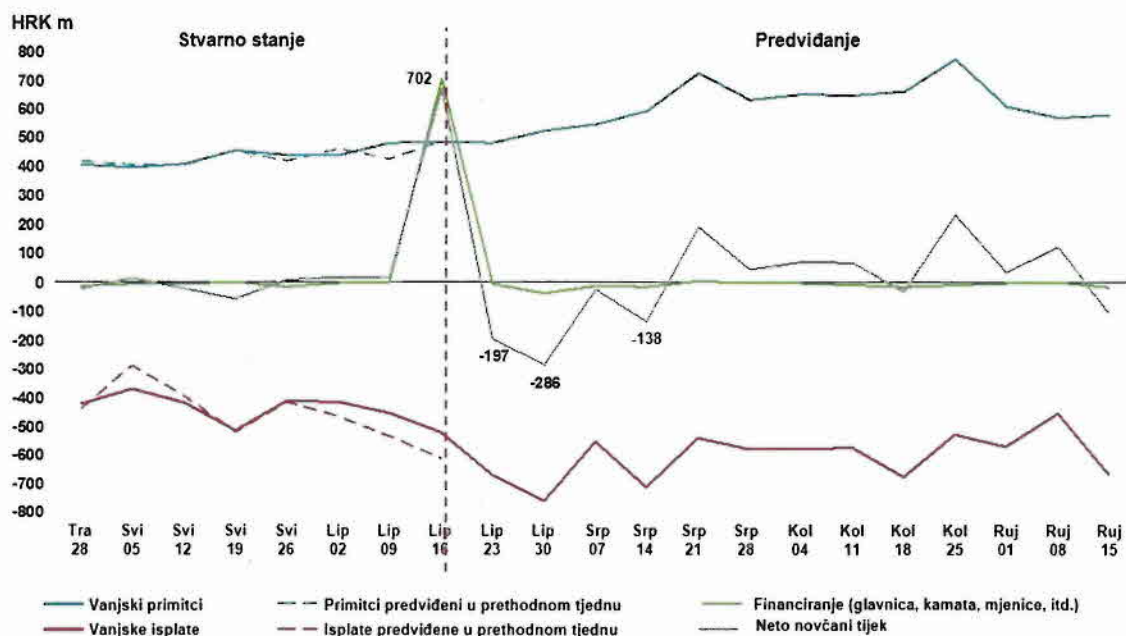 HRK m
Stvarno stanje
Predviđanje
800
700
600
500
400
300
200
100
0
-100
-200
-300
-400
-500
-600
-700
-800
702
-197
-286
-138
Tra Svi Svi Svi Svi Lip Lip Lip Lip Lip Srp Srp Srp Srp Kol Kol Kol Kol Ruj Ruj Ruj
28 05 12 19 26 02 09 16 23 30 07 14 21 28 04 11 18 25 01 08 15
Vanjski primitci
Primitci predviđeni u prethodnom tjednu
Financiranje (glavnica, kamata, mjenice, itd.)
Vanjske isplate
Isplate predviđene u prethodnom tjednu
Neto novčani tijek